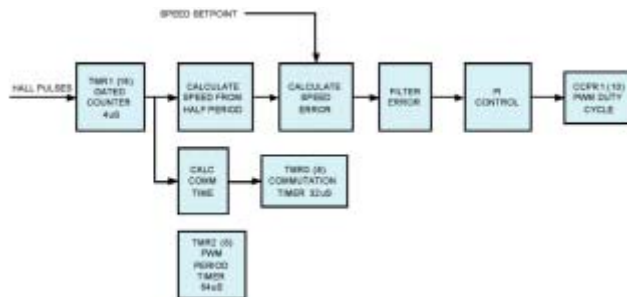 SPEED SETPOINT
HALL PULSES
TMR1 (16)
GATED
COUNTER
4uS
CALCULATE
SPEED FROM
HALF PERIOD
CALCULATE
SPEED
ERROR
FILTER
ERROR
PI
CONTROL
CCPR1 (10)
PWM DUTY
CYCLE
CALC
COMM
TIME
TMR0 (8)
COMMUTATION
TIMER 32uS
TMR2 (8)
PWM
PERIOD
TIMER
64uS